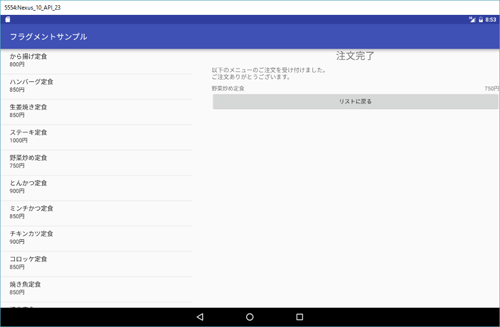 5554:Nexus_10_API_23
8:53
フラグメントサンプル
から揚げ定食
800円
ハンバーグ定食
850円
生姜焼き定食
850円
ステーキ定食
1000円
野菜炒め定食
750円
とんかつ定食
900円
ミンチかつ定食
850円
チキンカツ定食
900円
コロッケ定食
850円
焼き魚定食
850円
注文完了
以下のメニューのご注文を受け付けました。
ご注文ありがとうございます。
野菜炒め定食 750円
リストに戻る